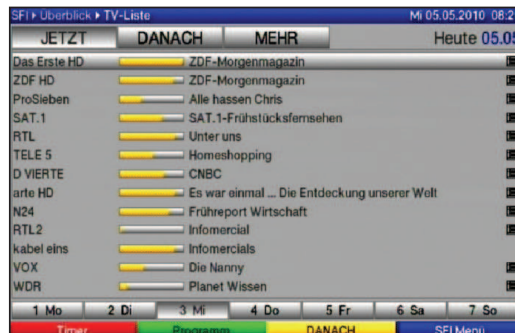 SFI Überblick TV-Liste Mi 05.05.2010 08:2
JETZT DANACH MEHR Heute 05.05
Das Erste HD ZDF-Morgenmagazin
ZDF HD ZDF-Morgenmagazin
ProSieben Alle hassen Chris
SAT.1 SAT.1-Frühstücksfernsehen
RTL Unter uns
TELE 5 Homeshopping
D VIERTE CNBC
arte HD Es war einmal ... Die Entdeckung unserer Welt
N24 Frühreport Wirtschaft
RTL2 Infomercial
kabel eins Infomercials
VOX Die Nanny
WDR Planet Wissen
1 Mo 2 Di 3 Mi 4 Do 5 Fr 6 Sa 7 So
Timer Programm DANACH SFI Menü